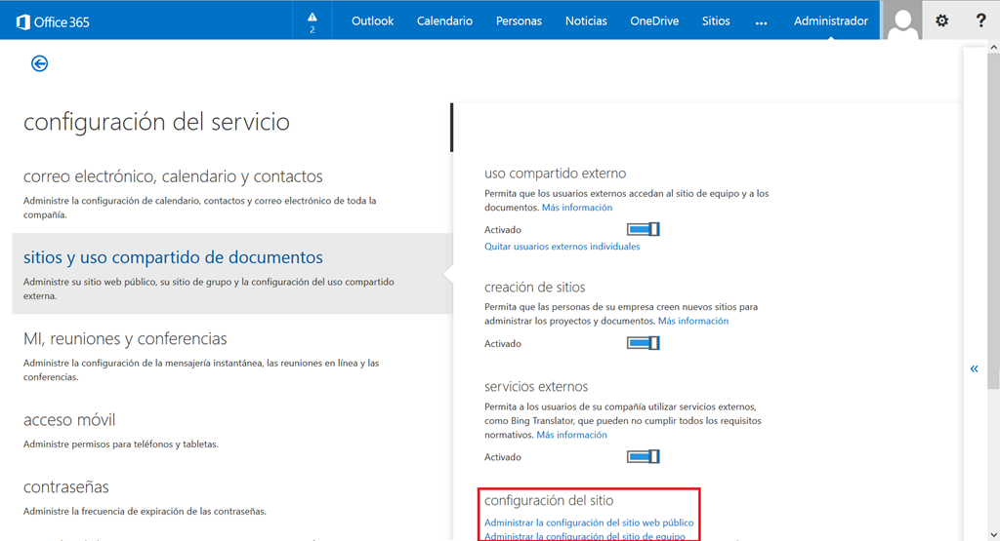 Office 365
2
Outlook
Calendario
Personas
Noticias
OneDrive
Sitios
...
Administrador
?
configuración del servicio
correo electrónico, calendario y contactos
Administre la configuración de calendario, contactos y correo electrónico de toda la
compañía.
sitios y uso compartido de documentos
Administre su sitio web público, su sitio de grupo y la configuración del uso compartido
externa.
MI, reuniones y conferencias
Administre la configuración de la mensajería instantánea, las reuniones en línea y las
conferencias.
acceso móvil
Administre permisos para teléfonos y tabletas.
contraseñas
Administre la frecuencia de expiración de las contraseñas.
uso compartido externo
Permita que los usuarios externos accedan al sitio de equipo y a los
documentos. Más información
Activado
Quitar usuarios externos individuales
creación de sitios
Permita que las personas de su empresa creen nuevos sitios para
administrar los proyectos y documentos. Más información
Activado
servicios externos
Permita a los usuarios de su compañía utilizar servicios externos,
como Bing Translator, que pueden no cumplir todos los requisitos
normativos. Más información
Activado
configuración del sitio
Administrar la configuración del sitio web público
Administrar la configuración del sitio de equipo
«